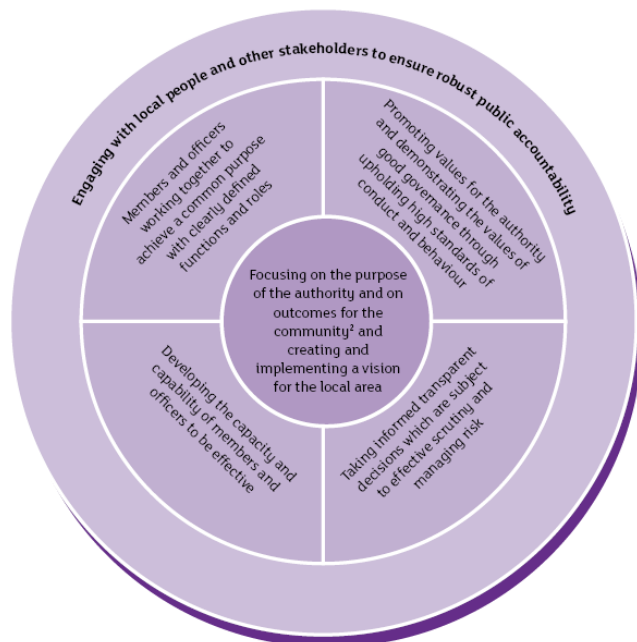 Engaging with local people and other stakeholders to ensure robust public accountability
Members and officers
working together to
achieve a common purpose
with clearly defined
functions and roles
Promoting values for the authority
and demonstrating the values of
good governance through
upholding high standards of
conduct and behaviour
Focusing on the purpose
of the authority and on
outcomes for the
community² and
creating and
implementing a vision
for the local area
Developing the capacity and
capability of members and
officers to be effective
Taking informed transparent
decisions which are subject
to effective scrutiny and
managing risk